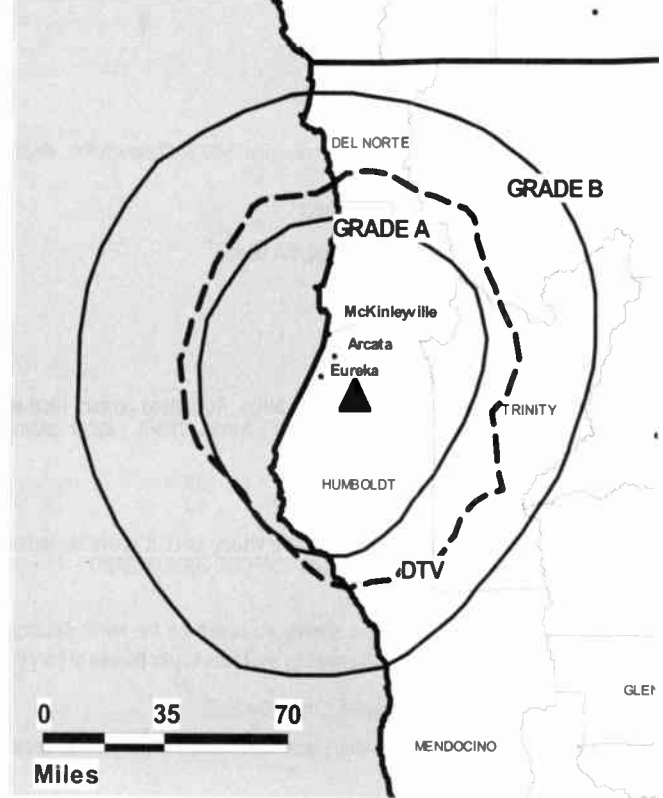 DEL NORTE
GRADE B
GRADE A
McKinleyville
Arcata
Eureka
TRINITY
HUMBOLDT
DTV
GLEN
0 35 70
Miles
MENDOCINO